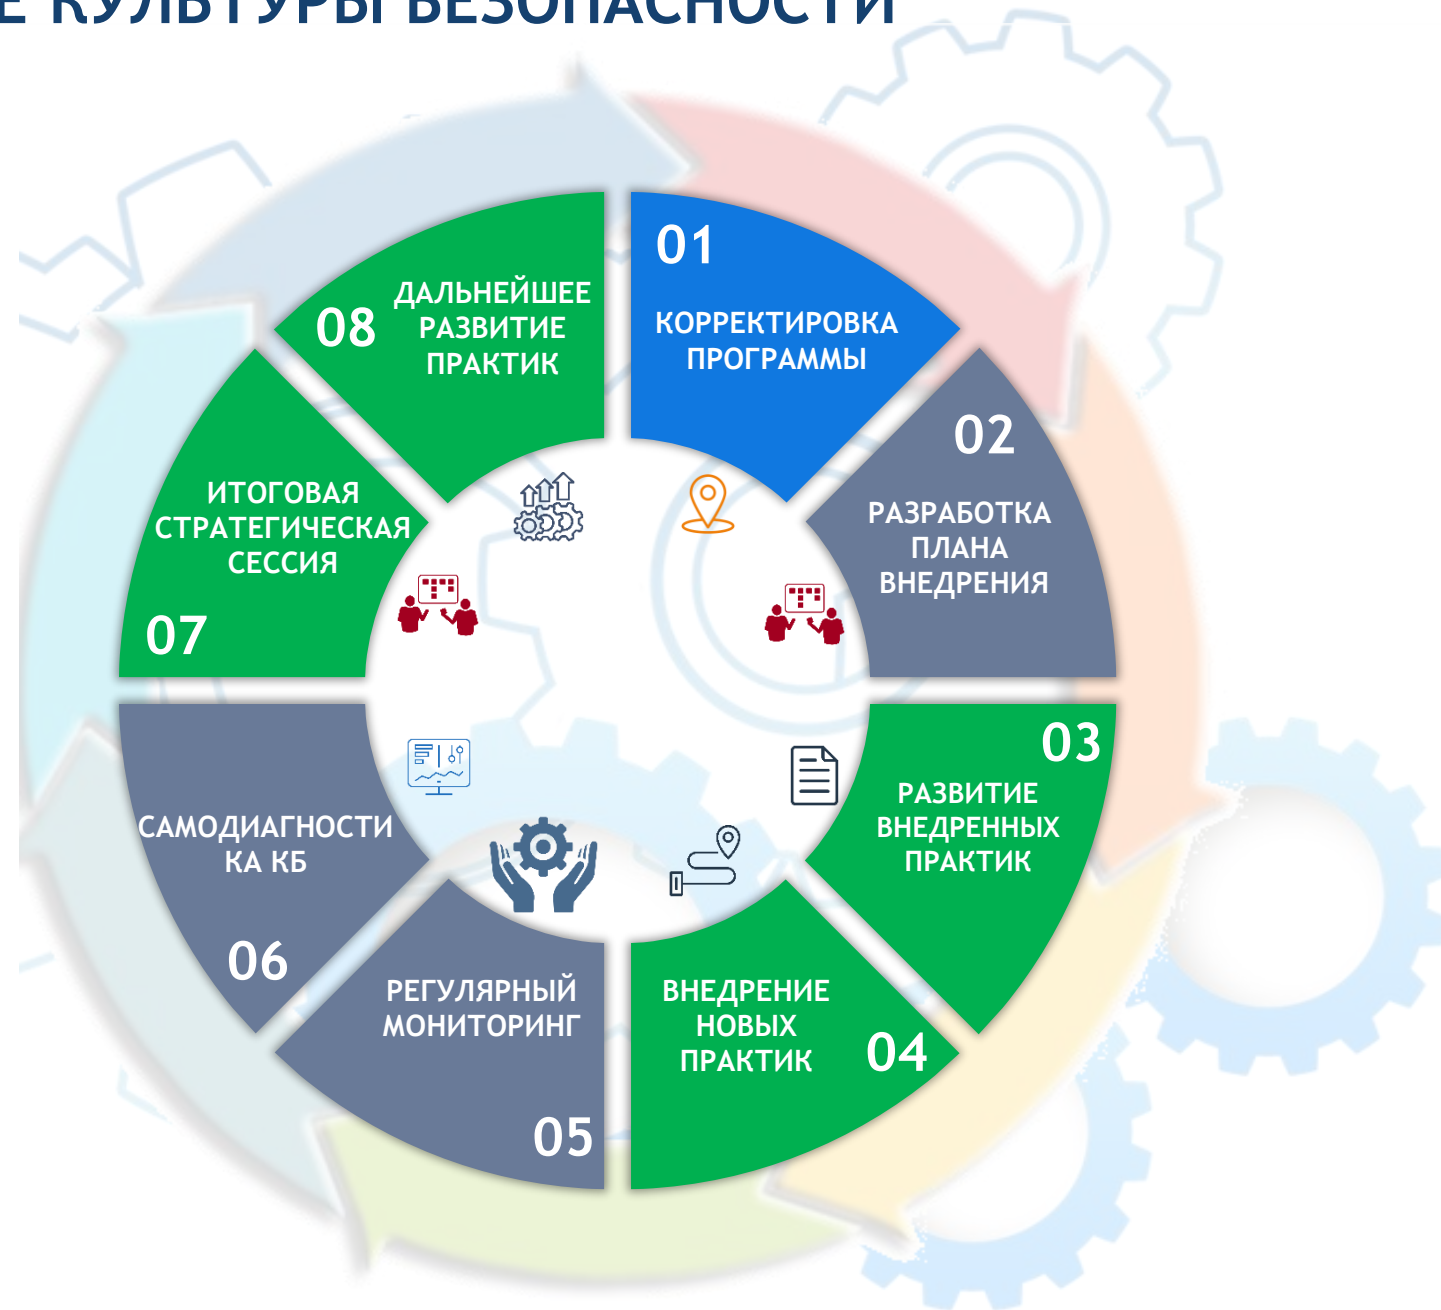 Е КУЛЬТУРЫ БЕЗОПАСНОСТИ
01
КОРРЕКТИРОВКА
ПРОГРАММЫ
02
РАЗРАБОТКА
ПЛАНА
ВНЕДРЕНИЯ
03
РАЗВИТИЕ
ВНЕДРЕННЫХ
ПРАКТИК
ВНЕДРЕНИЕ
НОВЫХ
ПРАКТИК
04
РЕГУЛЯРНЫЙ
МОНИТОРИНГ
05
САМОДИАГНОСТИ
КА КБ
06
ИТОГОВАЯ
СТРАТЕГИЧЕСКАЯ
СЕССИЯ
07
08
ДАЛЬНЕЙШЕЕ
РАЗВИТИЕ
ПРАКТИК